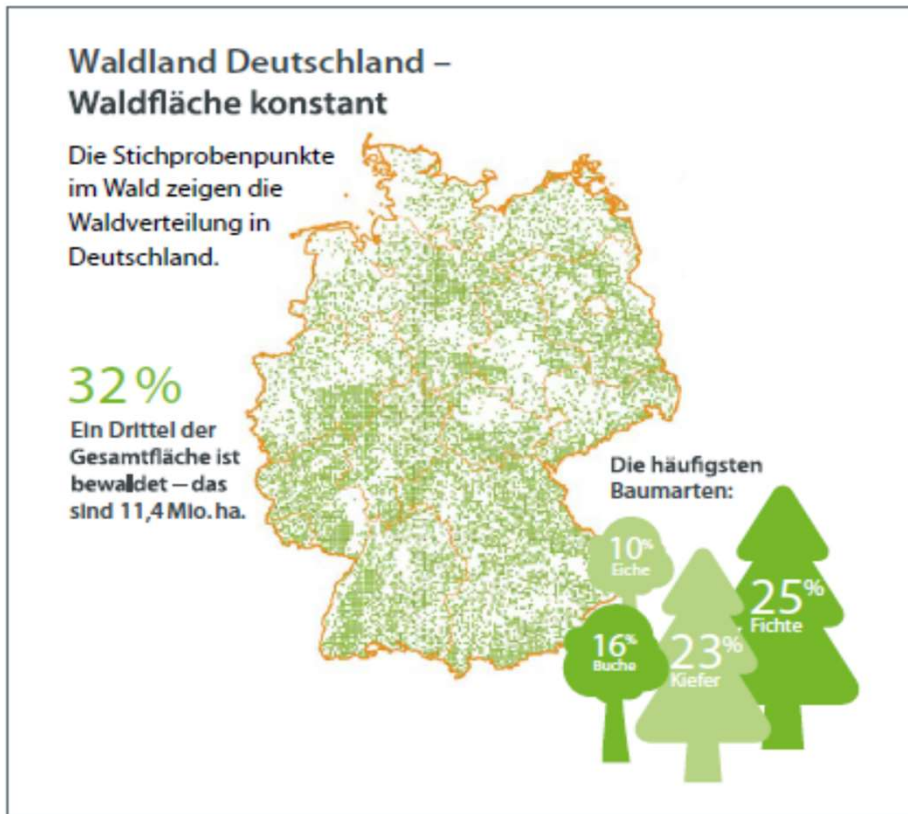 Waldland Deutschland –
Waldfläche konstant
Die Stichprobenpunkte
im Wald zeigen die
Waldverteilung in
Deutschland.
32 %
Ein Drittel der
Gesamtfläche ist
bewaldet – das
sind 11,4 Mio. ha.
Die häufigsten
Baumarten:
10%
Eiche
25%
Fichte
16%
Buche
23%
Kiefer